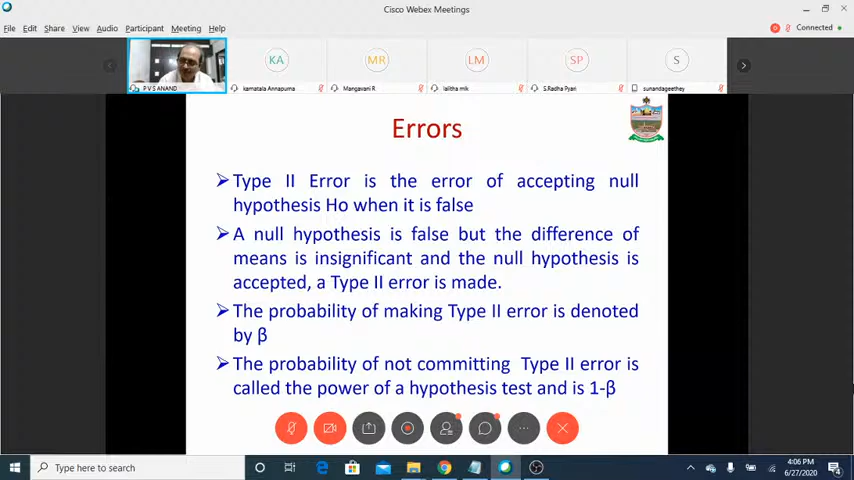 Cisco Webex Meetings
File Edit Share View Audio Participant Meeting Help
Connected
KA
MR
LM
SP
S
P V S ANAND
kamatala Annapurna
Mangavani R
lalitha mlk
S.Radha Pyari
sunandageethey
Errors
Type II Error is the error of accepting null
hypothesis Ho when it is false
A null hypothesis is false but the difference of
means is insignificant and the null hypothesis is
accepted, a Type II error is made.
The probability of making Type II error is denoted
by β
The probability of not committing Type II error is
called the power of a hypothesis test and is 1-β
Type here to search
4:06 PM
6/27/2020
4